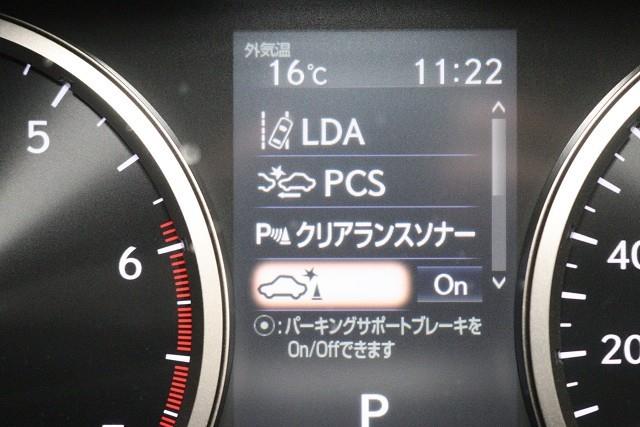 外気温
16℃ 11:22
LDA
PCS
P クリアランスソナー
On
:パーキングサポートブレーキを
On/Offできます
P
5
6
40
20